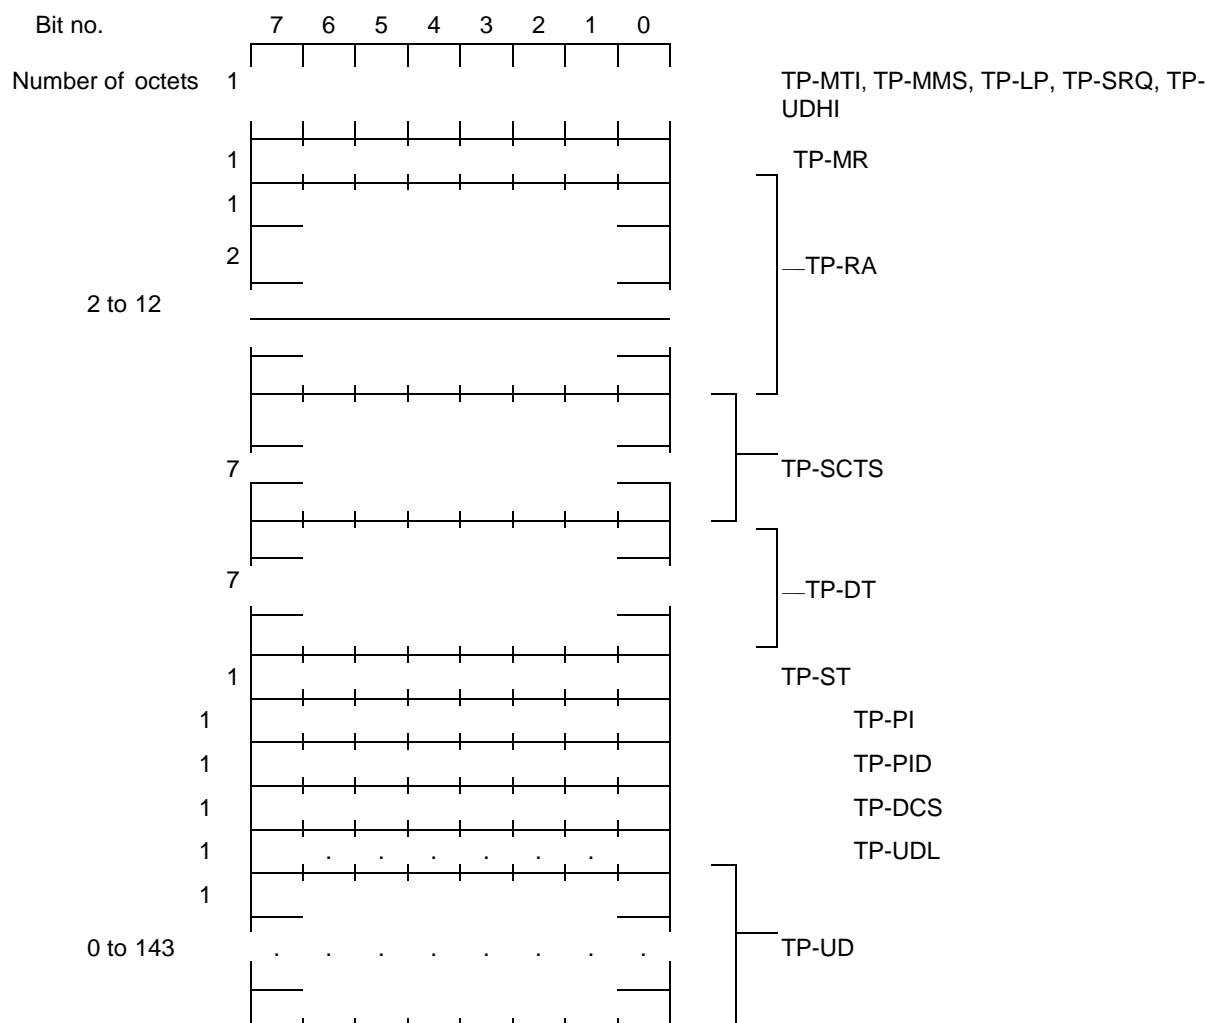 Bit no. 7 6 5 4 3 2 1 0
Number of octets 1 TP-MTI, TP-MMS, TP-LP, TP-SRQ, TP-
UDHI
1 TP-MR
1
2 —TP-RA
2 to 12
7 TP-SCTS
7 —TP-DT
1 TP-ST
1 TP-PI
1 TP-PID
1 TP-DCS
1 . . . . . . TP-UDL
1
0 to 143 . . . . . . . . TP-UD